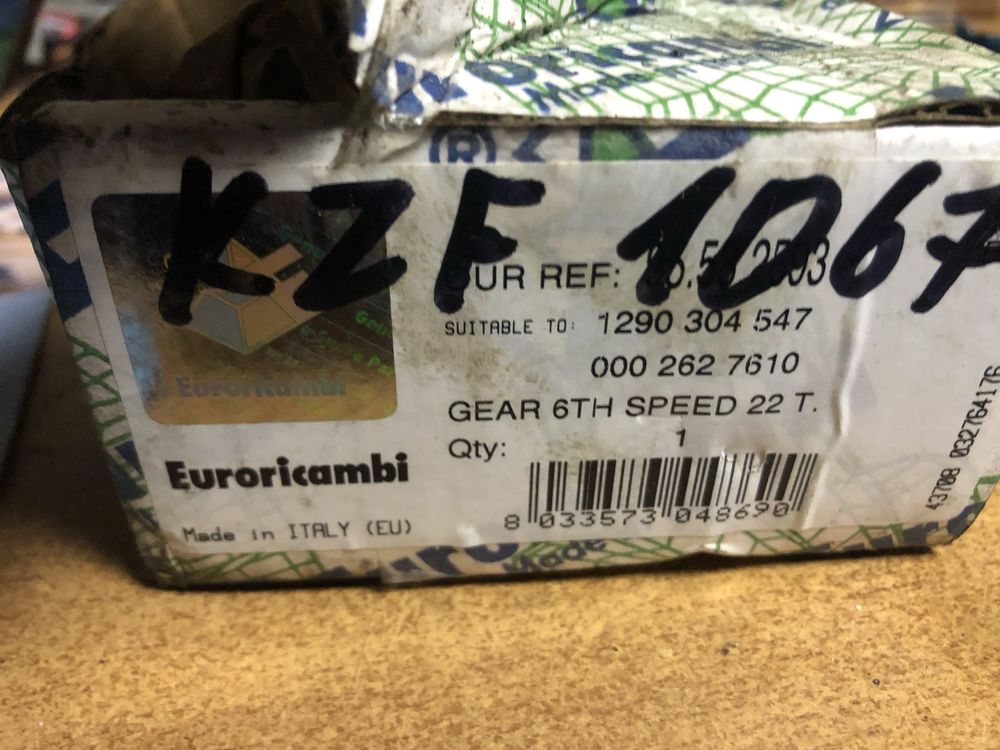 (R)
KZF 1067
OUR REF:
SUITABLE TO: 1290 304 547
000 262 7610
GEAR 6TH SPEED 22 T.
Qty: 1
Euroricambi
Euroricambi
Made in ITALY (EU)
8 033573 048690
43708 032764176
Made